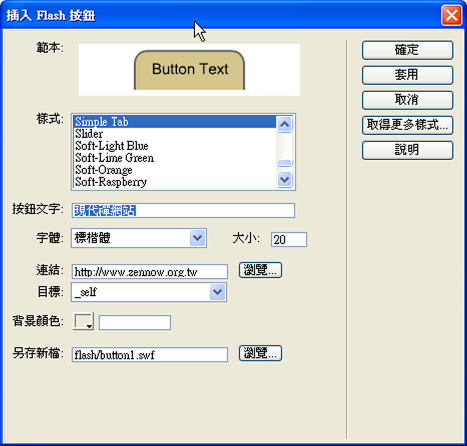 插入 Flash 按鈕
範本:
Button Text
確定
套用
取消
取得更多樣式...
說明
樣式:
Simple Tab
Slider
Soft-Light Blue
Soft-Lime Green
Soft-Orange
Soft-Raspberry
按鈕文字: 現代禪網站
字體: 標楷體 大小: 20
連結: http://www.zennow.org.tw 瀏覽...
目標: _self
背景顏色:
另存新檔: flash/button1.swf 瀏覽...